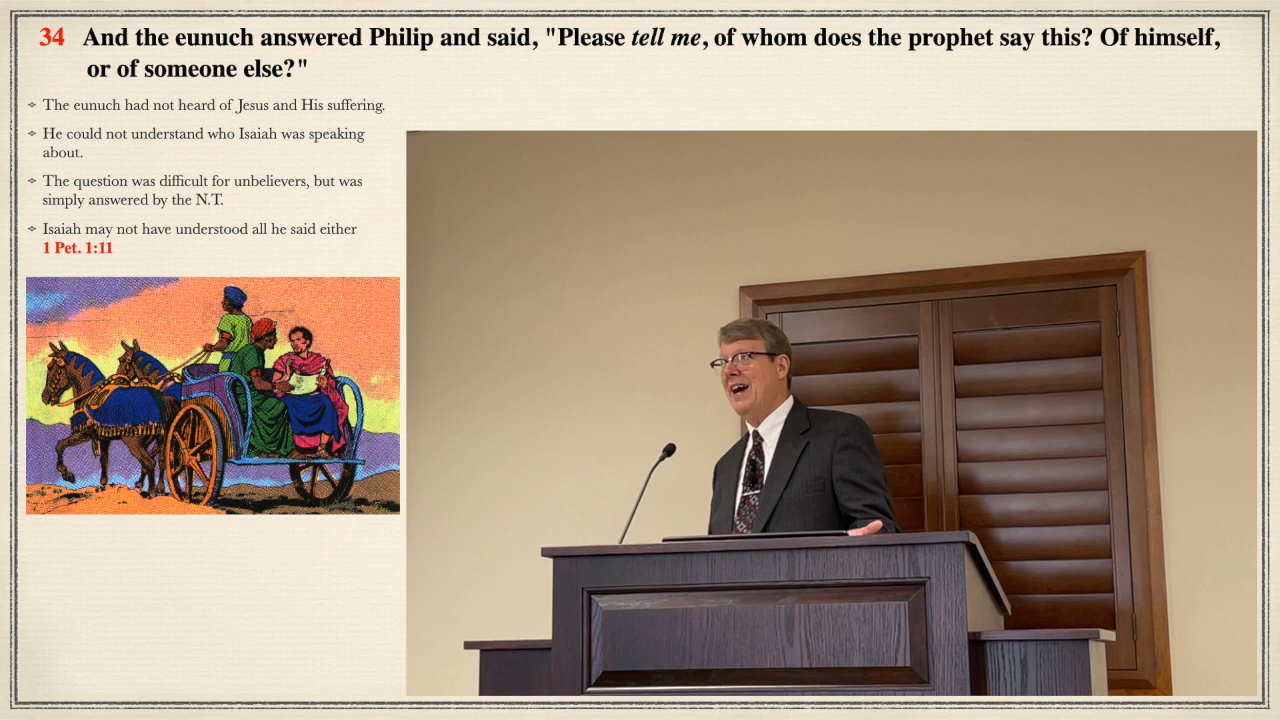 34 And the eunuch answered Philip and said, "Please tell me, of whom does the prophet say this? Of himself,
or of someone else?"
The eunuch had not heard of Jesus and His suffering.
He could not understand who Isaiah was speaking
about.
The question was difficult for unbelievers, but was
simply answered by the N.T.
Isaiah may not have understood all he said either
1 Pet. 1:11